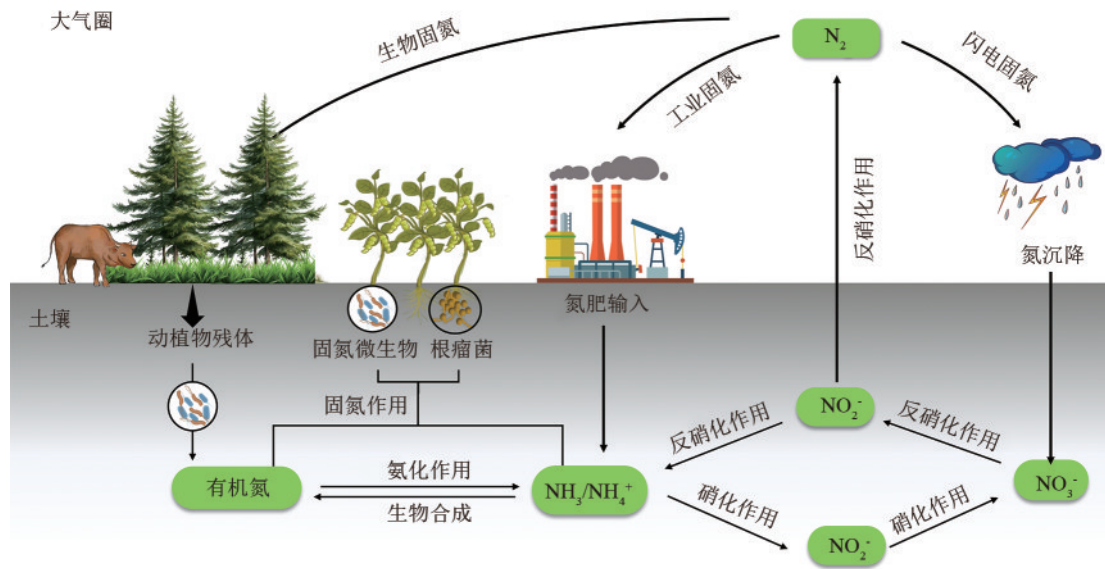 大气圈
N₂
生物固氮
工业固氮
闪电固氮
反硝化作用
氮沉降
土壤
氮肥输入
动植物残体
固氮微生物
根瘤菌
固氮作用
NO₂⁻
反硝化作用
反硝化作用
有机氮
氨化作用
生物合成
NH₃/NH₄⁺
NO₃⁻
硝化作用
硝化作用
NO₂⁻